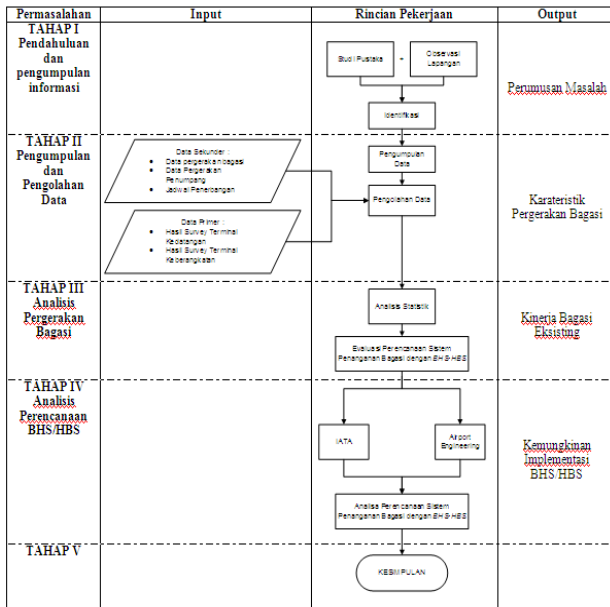 Permasalahan
Input
Rincian Pekerjaan
Output
TAHAP I
Pendahuluan
dan
pengumpulan
informasi
Studi Pustaka
+
Observasi
Lapangan
Identifikasi
Perumusan Masalah
TAHAP II
Pengumpulan
dan
Pengolahan
Data
Data Sekunder :
• Data pergerakan bagasi
• Data Pergerakan
Penumpang
• Jadwal Penerbangan
Data Primer :
• Hasil Survey Terminal
Kedatangan
• Hasil Survey Terminal
Keberangkatan
Pengumpulan
Data
Pengolahan Data
Karateristik
Pergerakan Bagasi
TAHAP III
Analisis
Pergerakan
Bagasi
Analisis Statistik
Evaluasi Perencanaan Sistem
Penanganan Bagasi dengan BHS-HBS
Kinerja Bagasi
Eksisting
TAHAP IV
Analisis
Perencanaan
BHS/HBS
IATA
Airport
Engineering
Analisa Perencanaan Sistem
Penanganan Bagasi dengan BHS-HBS
Kemungkinan
Implementasi
BHS/HBS
TAHAP V
KESIMPULAN